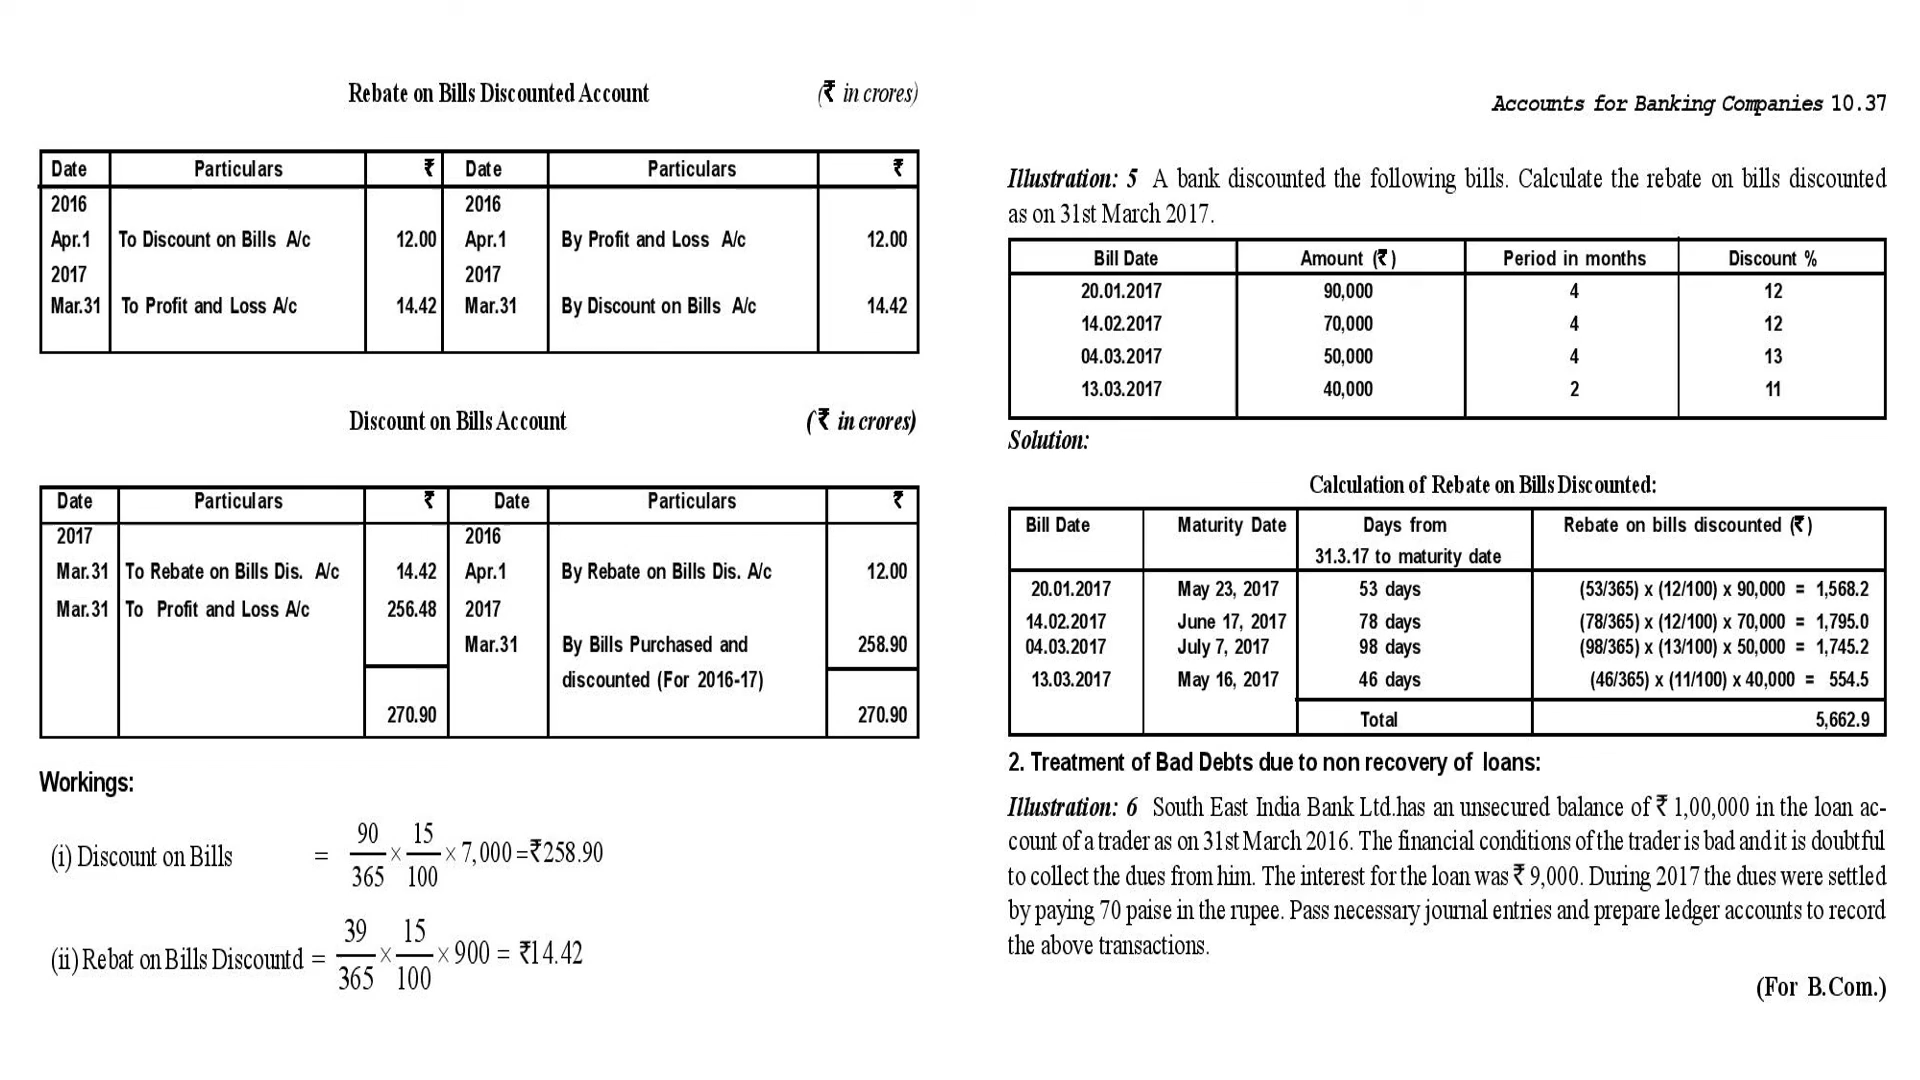 Rebate on Bills Discounted Account (₹ in crores)
Date Particulars ₹ Date Particulars ₹
2016 2016
Apr.1 To Discount on Bills A/c 12.00 Apr.1 By Profit and Loss A/c 12.00
2017 2017
Mar.31 To Profit and Loss A/c 14.42 Mar.31 By Discount on Bills A/c 14.42
Discount on Bills Account (₹ in crores)
Date Particulars ₹ Date Particulars ₹
2017 2016
Mar.31 To Rebate on Bills Dis. A/c 14.42 Apr.1 By Rebate on Bills Dis. A/c 12.00
Mar.31 To Profit and Loss A/c 256.48 2017
Mar.31 By Bills Purchased and 258.90
discounted (For 2016-17)
270.90 270.90
Workings:
(i) Discount on Bills = 90/365 × 15/100 × 7,000 = ₹258.90
(ii) Rebat on Bills Discountd = 39/365 × 15/100 × 900 = ₹14.42
Accounts for Banking Companies 10.37
Illustration: 5 A bank discounted the following bills. Calculate the rebate on bills discounted
as on 31st March 2017.
Bill Date Amount (₹) Period in months Discount %
20.01.2017 90,000 4 12
14.02.2017 70,000 4 12
04.03.2017 50,000 4 13
13.03.2017 40,000 2 11
Solution:
Calculation of Rebate on Bills Discounted:
Bill Date Maturity Date Days from Rebate on bills discounted (₹)
31.3.17 to maturity date
20.01.2017 May 23, 2017 53 days (53/365) x (12/100) x 90,000 = 1,568.2
14.02.2017 June 17, 2017 78 days (78/365) x (12/100) x 70,000 = 1,795.0
04.03.2017 July 7, 2017 98 days (98/365) x (13/100) x 50,000 = 1,745.2
13.03.2017 May 16, 2017 46 days (46/365) x (11/100) x 40,000 = 554.5
Total 5,662.9
2. Treatment of Bad Debts due to non recovery of loans:
Illustration: 6 South East India Bank Ltd.has an unsecured balance of ₹ 1,00,000 in the loan ac-
count of a trader as on 31st March 2016. The financial conditions of the trader is bad and it is doubtful
to collect the dues from him. The interest for the loan was ₹ 9,000. During 2017 the dues were settled
by paying 70 paise in the rupee. Pass necessary journal entries and prepare ledger accounts to record
the above transactions.
(For B.Com.)